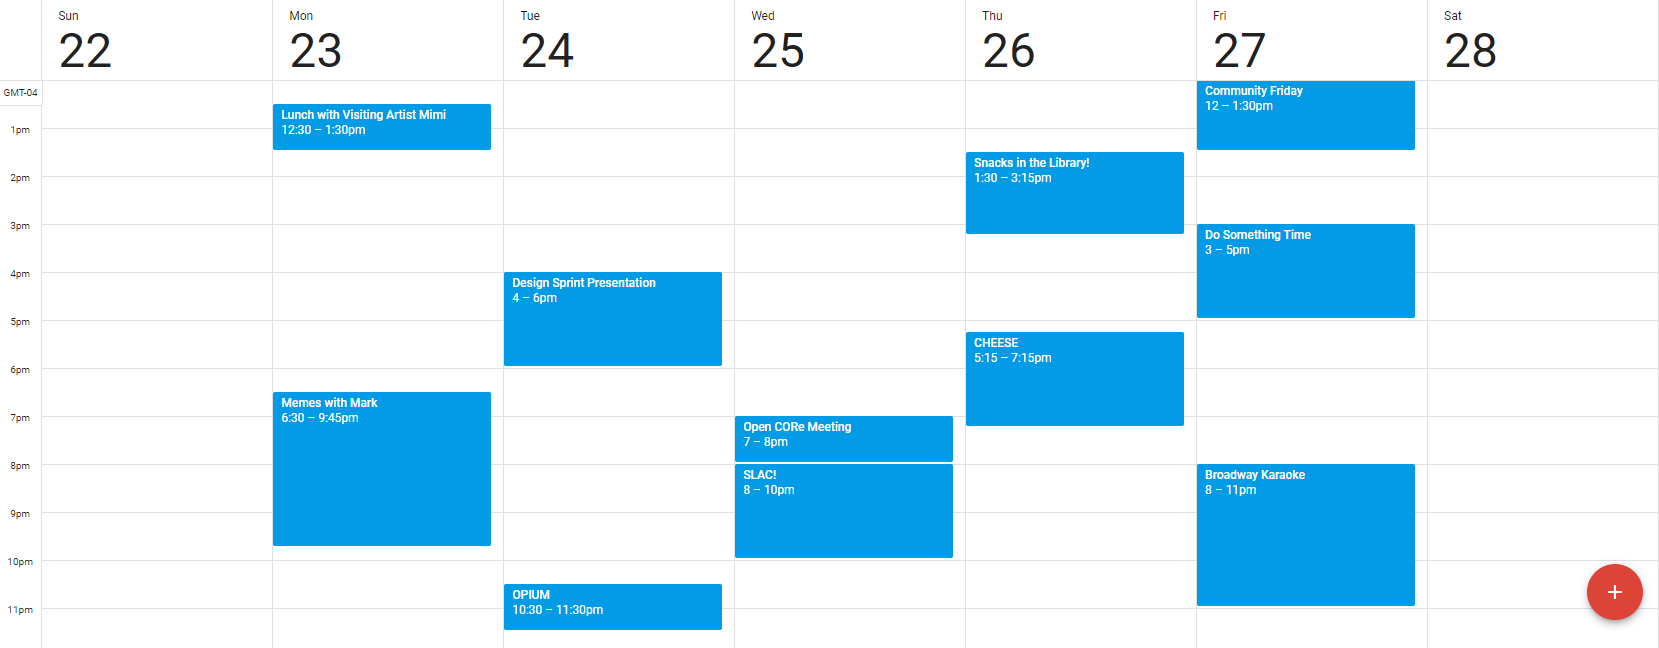 Sun
22
Mon
23
Tue
24
Wed
25
Thu
26
Fri
27
Sat
28
GMT-04
1pm
2pm
3pm
4pm
5pm
6pm
7pm
8pm
9pm
10pm
11pm
Lunch with Visiting Artist Mimi
12:30 – 1:30pm
Memes with Mark
6:30 – 9:45pm
Design Sprint Presentation
4 – 6pm
OPIUM
10:30 – 11:30pm
Open CORe Meeting
7 – 8pm
SLAC!
8 – 10pm
Snacks in the Library!
1:30 – 3:15pm
CHEESE
5:15 – 7:15pm
Community Friday
12 – 1:30pm
Do Something Time
3 – 5pm
Broadway Karaoke
8 – 11pm
+